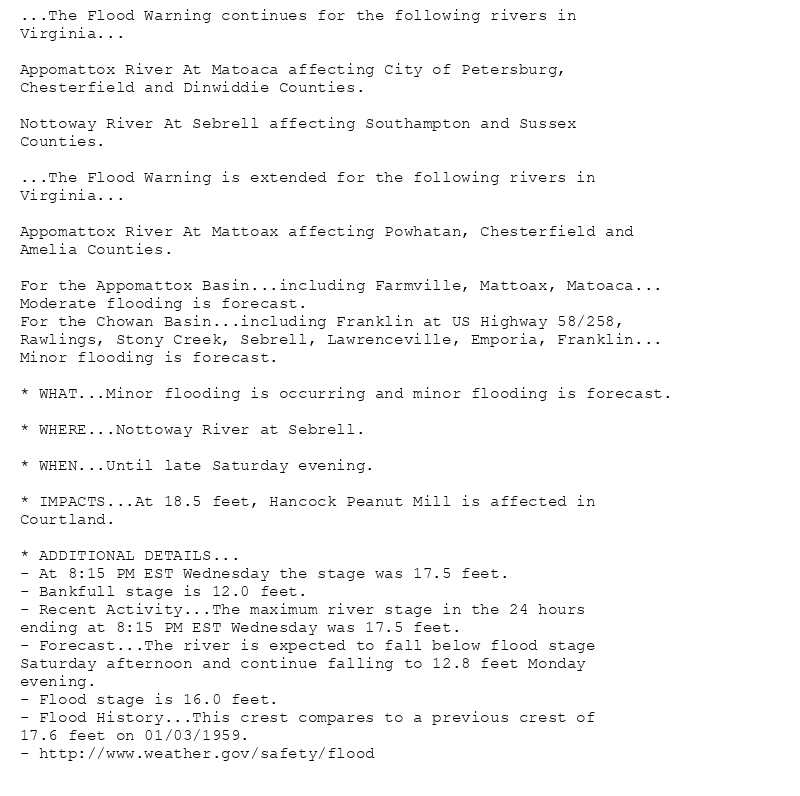 ...The Flood Warning continues for the following rivers in
Virginia...
Appomattox River At Matoaca affecting City of Petersburg,
Chesterfield and Dinwiddie Counties.
Nottoway River At Sebrell affecting Southampton and Sussex
Counties.
...The Flood Warning is extended for the following rivers in
Virginia...
Appomattox River At Mattoax affecting Powhatan, Chesterfield and
Amelia Counties.
For the Appomattox Basin...including Farmville, Mattoax, Matoaca...
Moderate flooding is forecast.
For the Chowan Basin...including Franklin at US Highway 58/258,
Rawlings, Stony Creek, Sebrell, Lawrenceville, Emporia, Franklin...
Minor flooding is forecast.
* WHAT...Minor flooding is occurring and minor flooding is forecast.
* WHERE...Nottoway River at Sebrell.
* WHEN...Until late Saturday evening.
* IMPACTS...At 18.5 feet, Hancock Peanut Mill is affected in
Courtland.
* ADDITIONAL DETAILS...
- At 8:15 PM EST Wednesday the stage was 17.5 feet.
- Bankfull stage is 12.0 feet.
- Recent Activity...The maximum river stage in the 24 hours
ending at 8:15 PM EST Wednesday was 17.5 feet.
- Forecast...The river is expected to fall below flood stage
Saturday afternoon and continue falling to 12.8 feet Monday
evening.
- Flood stage is 16.0 feet.
- Flood History...This crest compares to a previous crest of
17.6 feet on 01/03/1959.
- http://www.weather.gov/safety/flood